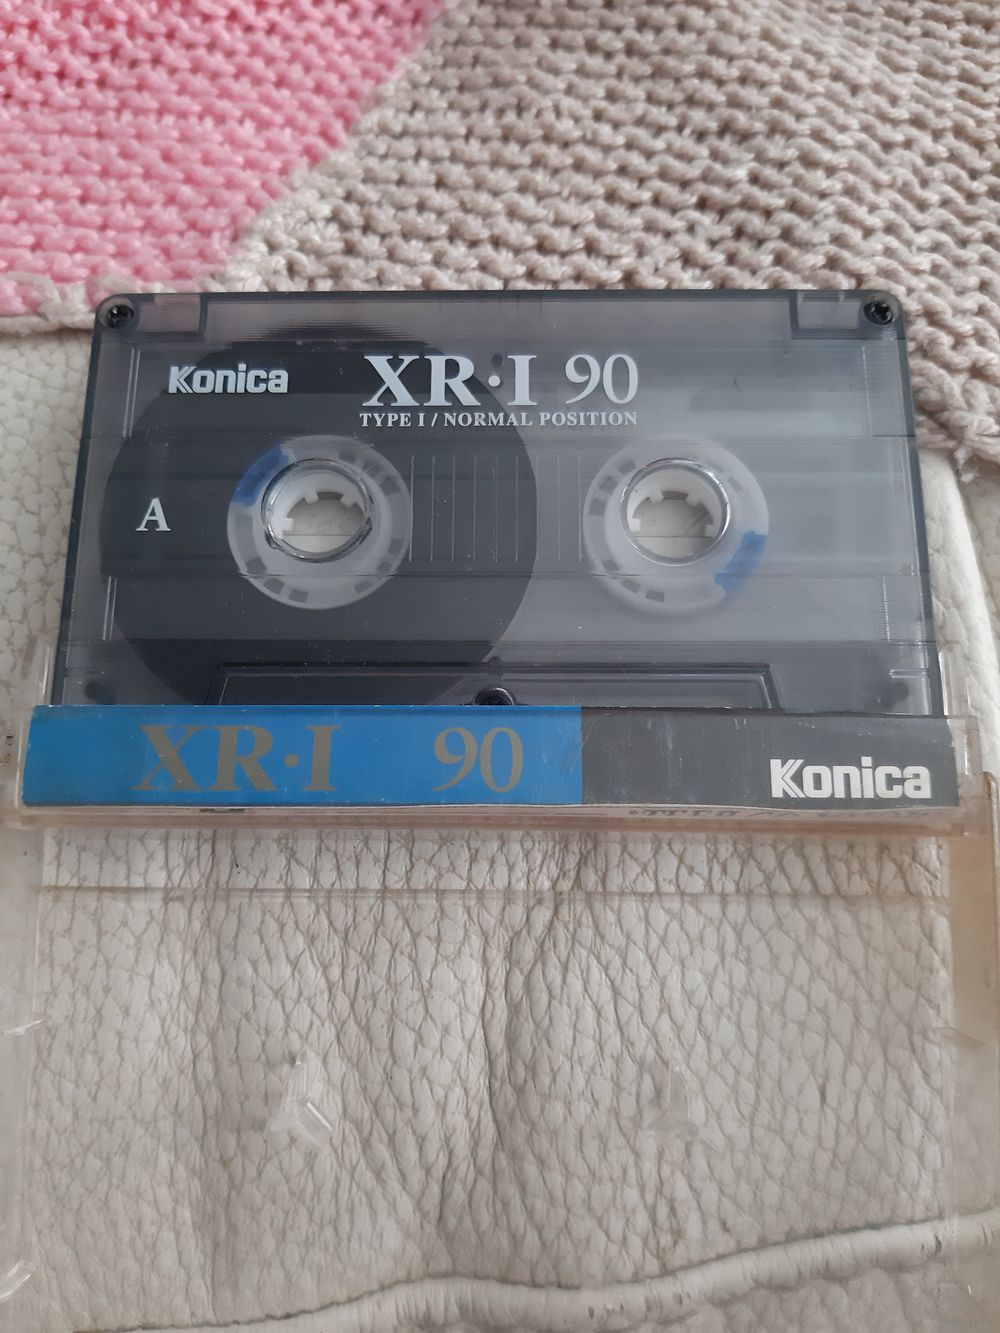 Konica
XR·I 90
TYPE I / NORMAL POSITION
A
XR·I 90
Konica